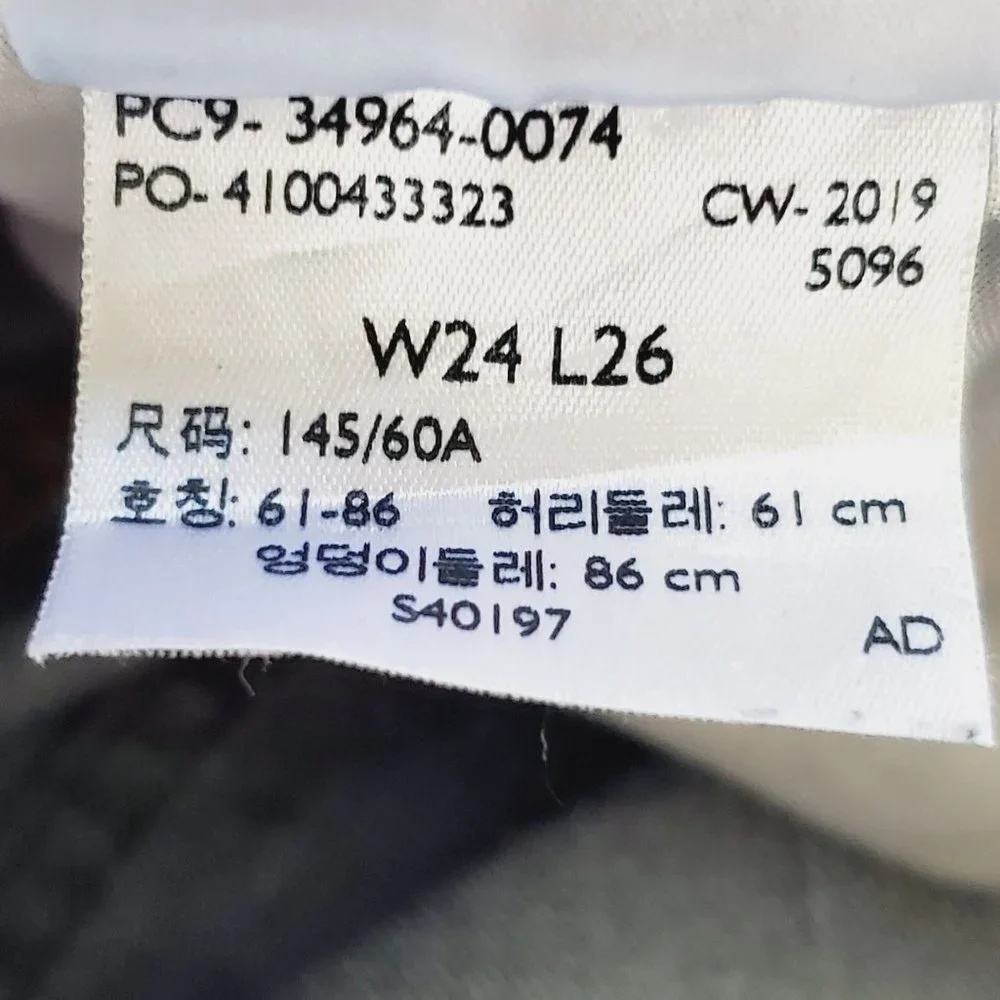 PC9- 34964-0074
PO- 4100433323 CW- 2019
5096
W24 L26
尺码: 145/60A
호칭: 61-86 허리둘레: 61 cm
엉덩이둘레: 86 cm
S40197
AD